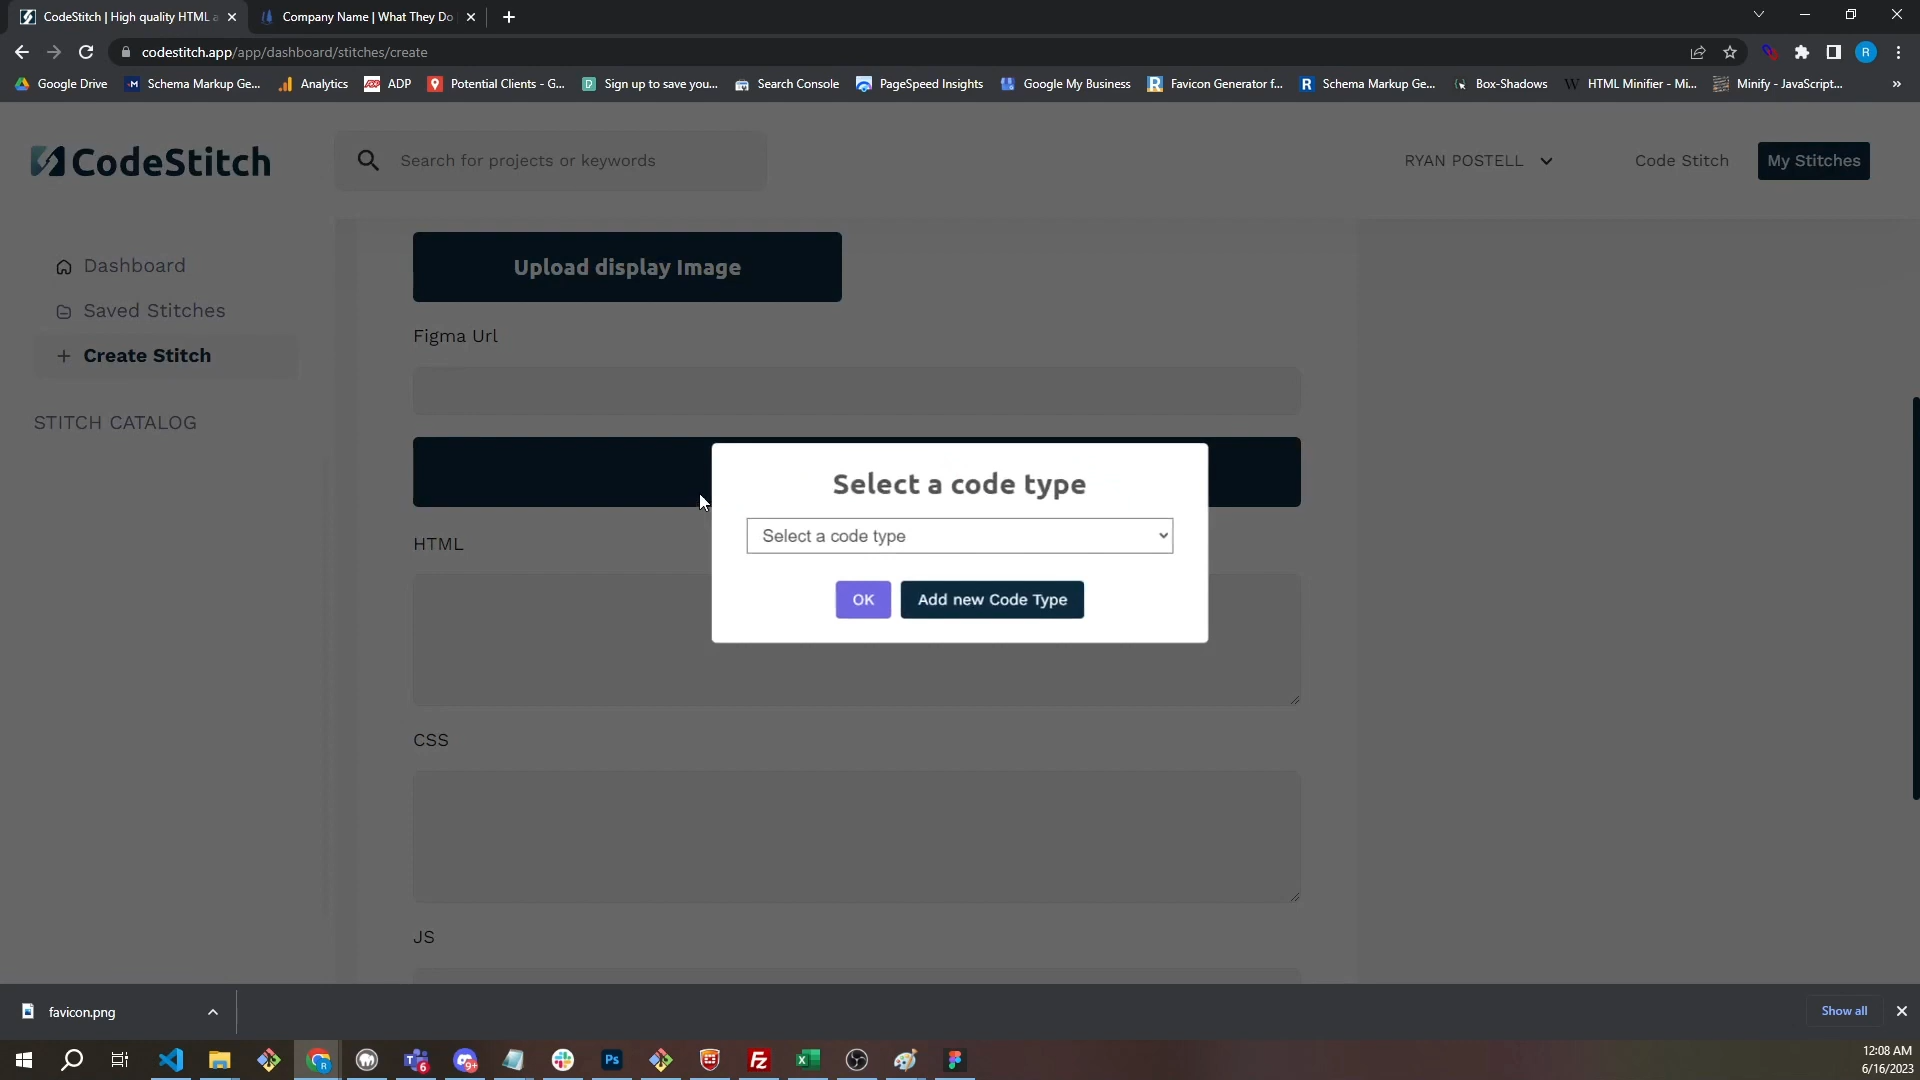 CodeStitch | High quality HTML a
Company Name | What They Do
codestitch.app/app/dashboard/stitches/create
Google Drive
Schema Markup Ge...
Analytics
ADP
Potential Clients - G...
Sign up to save you...
Search Console
PageSpeed Insights
Google My Business
Favicon Generator f...
Schema Markup Ge...
Box-Shadows
HTML Minifier - Mi...
Minify - JavaScript...
CodeStitch
Search for projects or keywords
RYAN POSTELL
Code Stitch
My Stitches
Dashboard
Saved Stitches
Create Stitch
STITCH CATALOG
Upload display Image
Figma Url
Select a code type
Select a code type
OK
Add new Code Type
HTML
CSS
JS
favicon.png
Show all
12:08 AM
6/16/2023